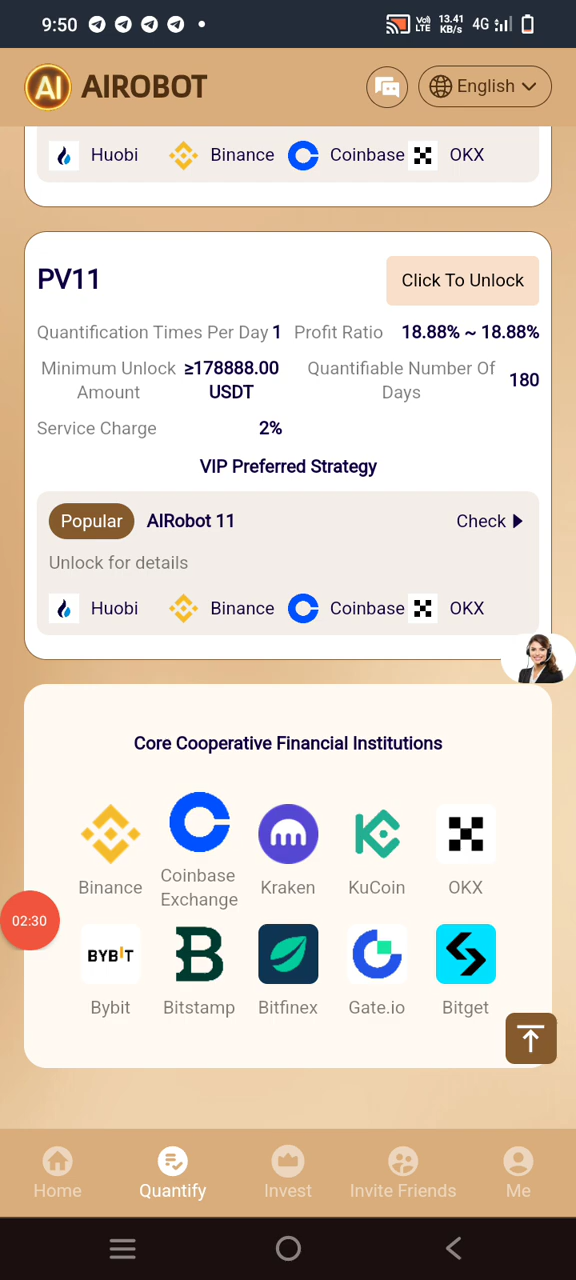 9:50
Vo) LTE
13.41 KB/s
4G
AI AIROBOT
English
Huobi Binance Coinbase OKX
PV11
Click To Unlock
Quantification Times Per Day 1 Profit Ratio 18.88% ~ 18.88%
Minimum Unlock Amount ≥178888.00 USDT Quantifiable Number Of Days 180
Service Charge 2%
VIP Preferred Strategy
Popular AIRobot 11 Check
Unlock for details
Huobi Binance Coinbase OKX
Core Cooperative Financial Institutions
Binance Coinbase Exchange Kraken KuCoin OKX
02:30
BYBIT
Bybit Bitstamp Bitfinex Gate.io Bitget
Home Quantify Invest Invite Friends Me